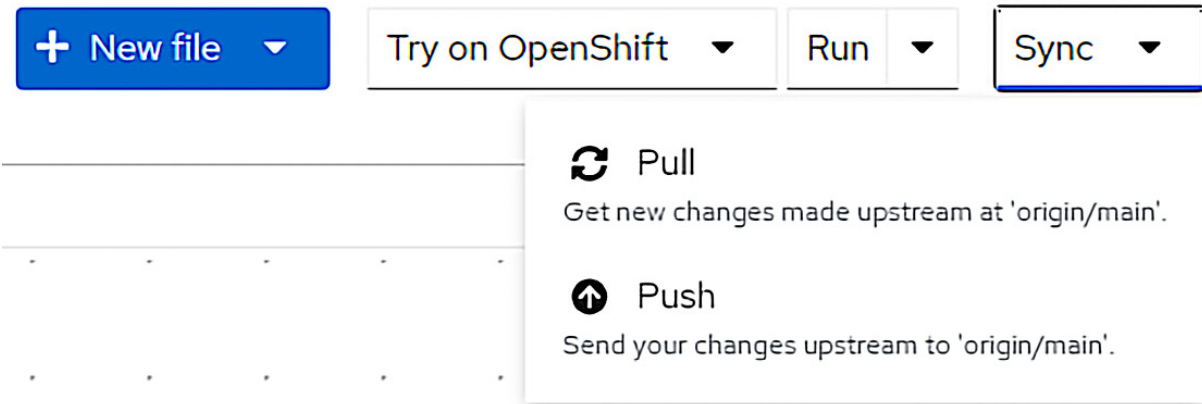 New file
Try on OpenShift
Run
Sync
Pull
Get new changes made upstream at 'origin/main'.
Push
Send your changes upstream to 'origin/main'.